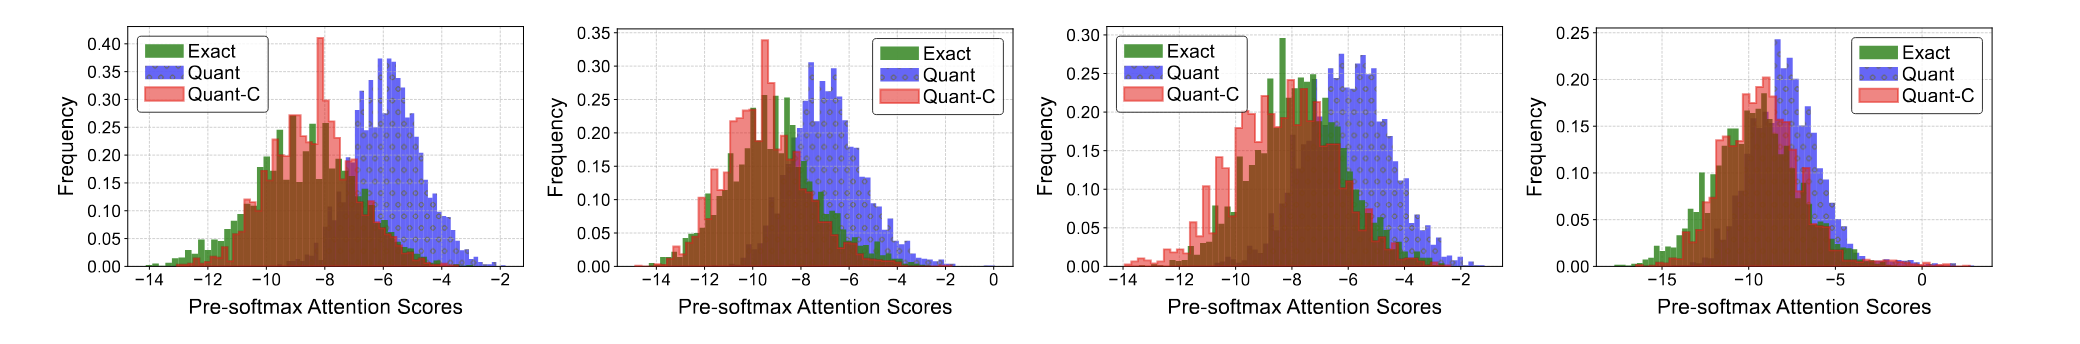 Frequency
0.40
0.35
0.30
0.25
0.20
0.15
0.10
0.05
0.00
Exact
Quant
Quant-C
−14 −12 −10 −8 −6 −4 −2
Pre-softmax Attention Scores
Frequency
0.35
0.30
0.25
0.20
0.15
0.10
0.05
0.00
Exact
Quant
Quant-C
−14 −12 −10 −8 −6 −4 −2 0
Pre-softmax Attention Scores
Frequency
0.30
0.25
0.20
0.15
0.10
0.05
0.00
Exact
Quant
Quant-C
−14 −12 −10 −8 −6 −4 −2
Pre-softmax Attention Scores
Frequency
0.25
0.20
0.15
0.10
0.05
0.00
Exact
Quant
Quant-C
−15 −10 −5 0
Pre-softmax Attention Scores